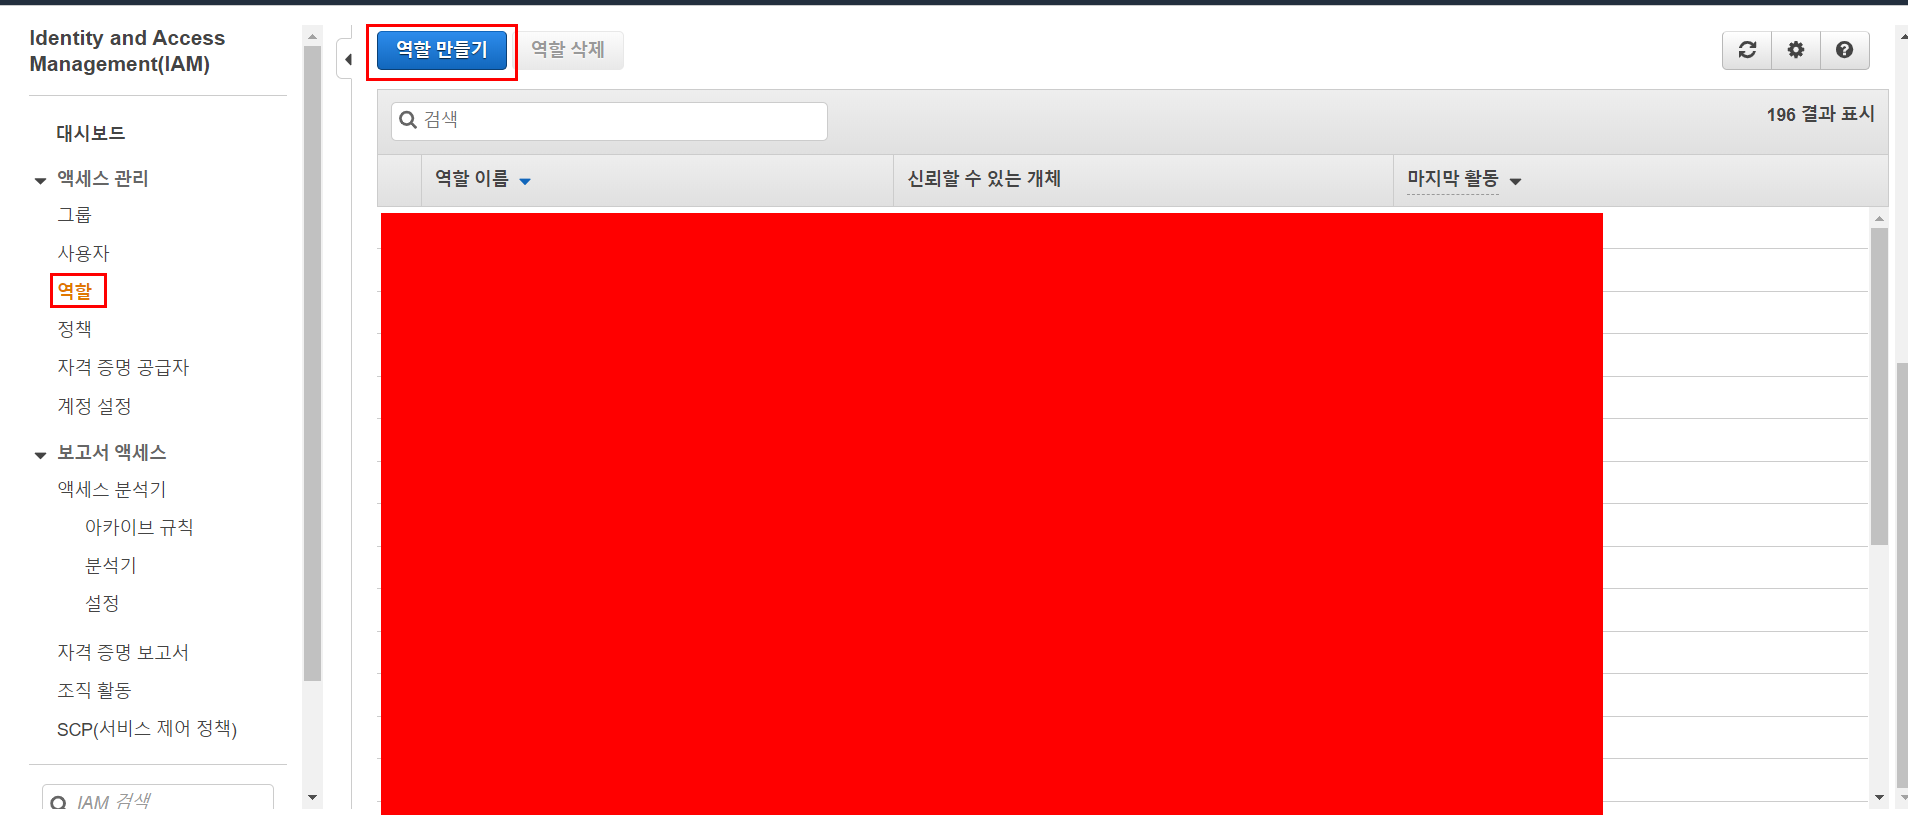 Identity and Access
Management(IAM)
대시보드
액세스 관리
그룹
사용자
역할
정책
자격 증명 공급자
계정 설정
보고서 액세스
액세스 분석기
아카이브 규칙
분석기
설정
자격 증명 보고서
조직 활동
SCP(서비스 제어 정책)
IAM 검색
역할 만들기 역할 삭제
검색
196 결과 표시
역할 이름 신뢰할 수 있는 개체 마지막 활동